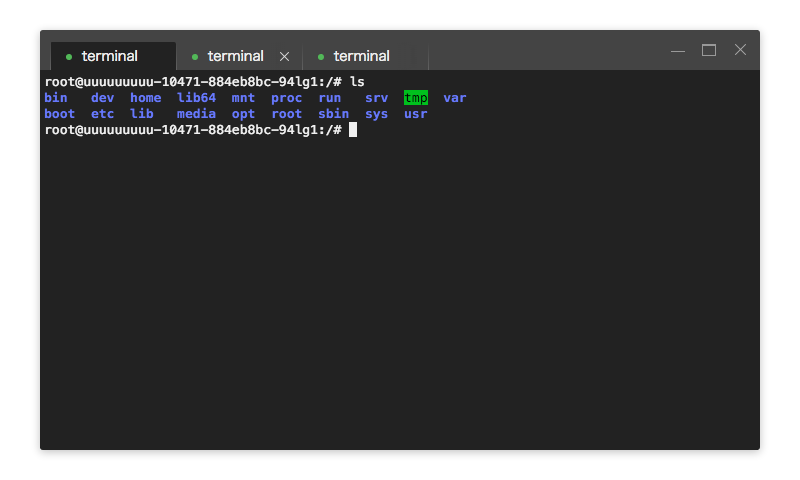 terminal terminal terminal
root@uuuuuuuuu-10471-884eb8bc-94lg1:/# ls
bin dev home lib64 mnt proc run srv tmp var
boot etc lib media opt root sbin sys usr
root@uuuuuuuuu-10471-884eb8bc-94lg1:/#